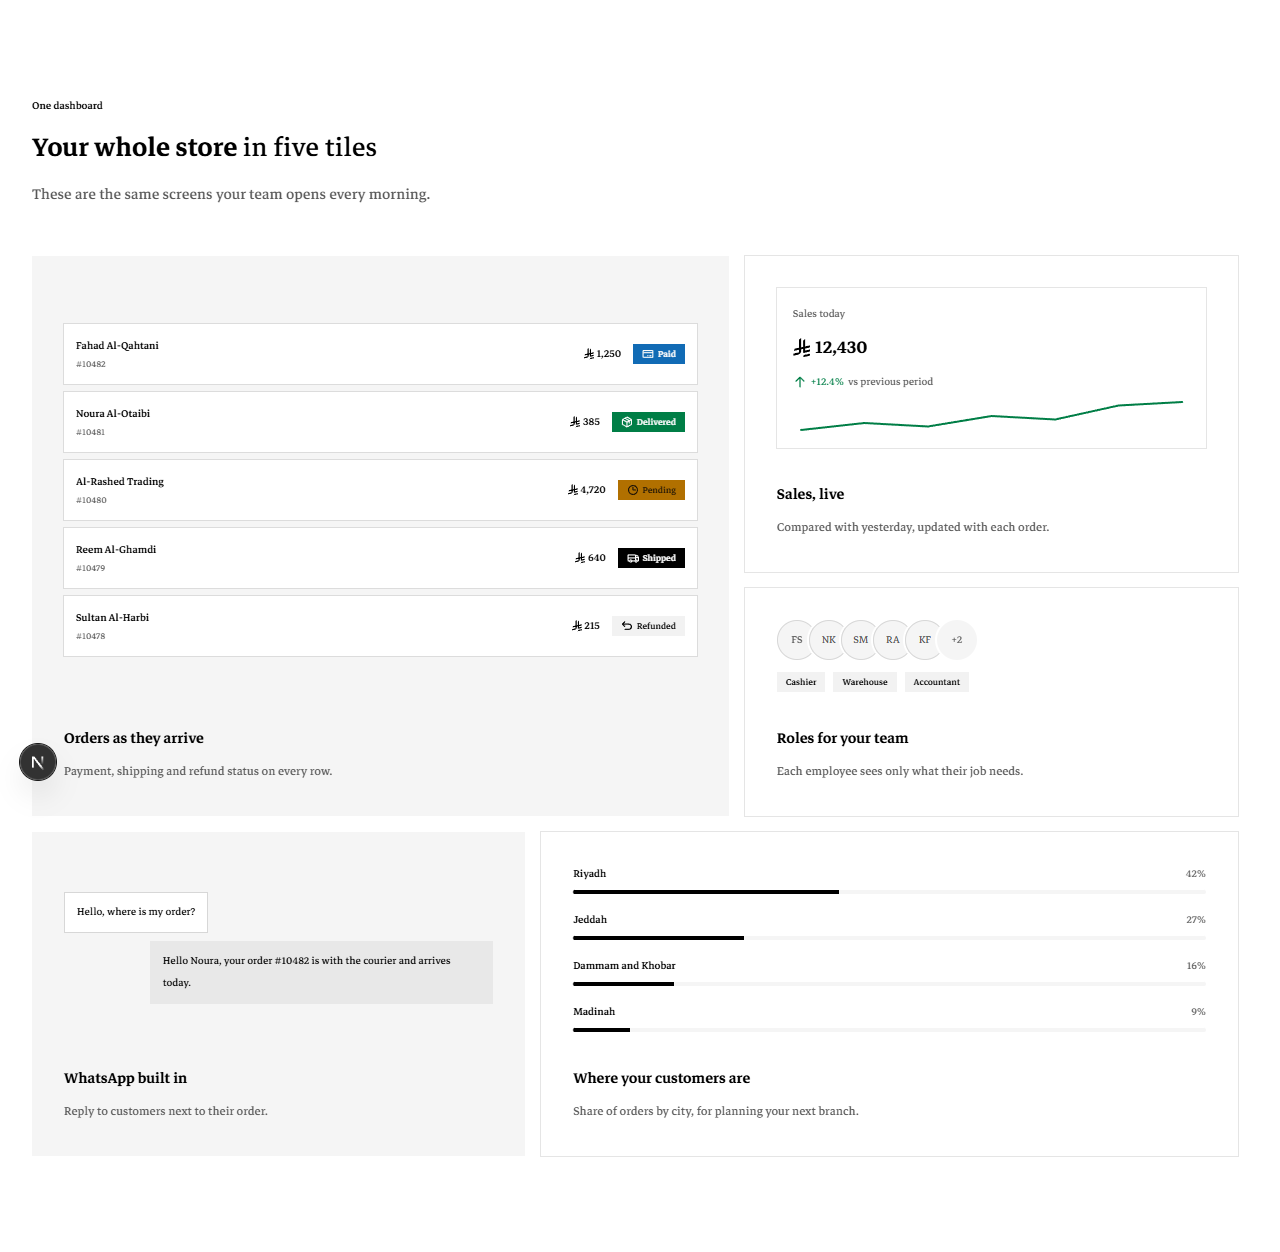 One dashboard
Your whole store in five tiles
These are the same screens your team opens every morning.
Fahad Al-Qahtani
#10482
⃁ 1,250
Paid
Noura Al-Otaibi
#10481
⃁ 385
Delivered
Al-Rashed Trading
#10480
⃁ 4,720
Pending
Reem Al-Ghamdi
#10479
⃁ 640
Shipped
Sultan Al-Harbi
#10478
⃁ 215
Refunded
Orders as they arrive
Payment, shipping and refund status on every row.
Sales today
⃁ 12,430
+12.4% vs previous period
Sales, live
Compared with yesterday, updated with each order.
FS NK SM RA KF +2
Cashier Warehouse Accountant
Roles for your team
Each employee sees only what their job needs.
N
Hello, where is my order?
Hello Noura, your order #10482 is with the courier and arrives
today.
WhatsApp built in
Reply to customers next to their order.
Riyadh 42%
Jeddah 27%
Dammam and Khobar 16%
Madinah 9%
Where your customers are
Share of orders by city, for planning your next branch.